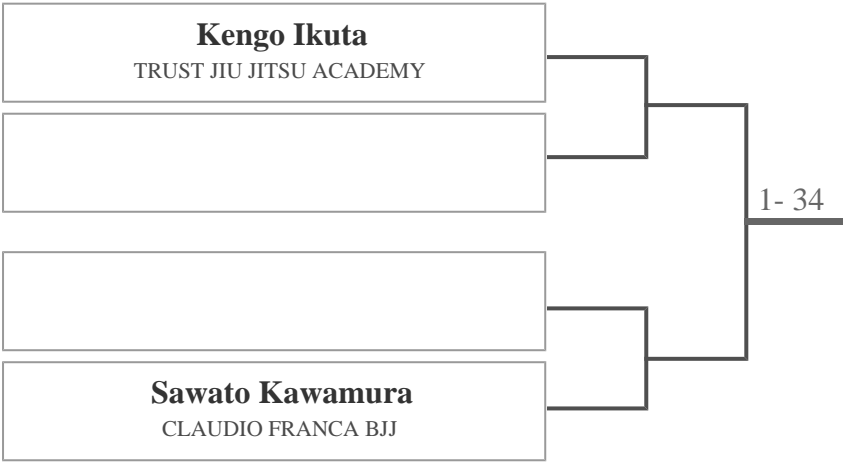 Kengo Ikuta
TRUST JIU JITSU ACADEMY
1- 34
Sawato Kawamura
CLAUDIO FRANCA BJJ